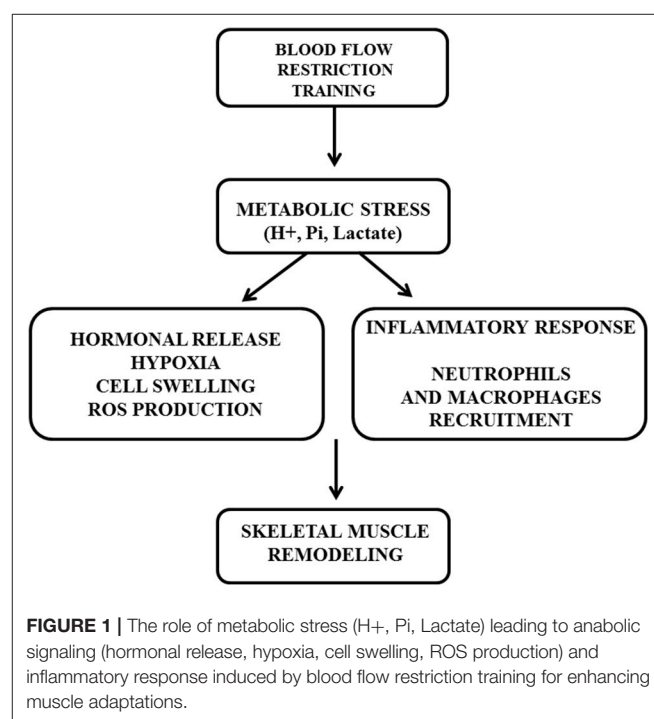 BLOOD FLOW
RESTRICTION
TRAINING
METABOLIC STRESS
(H+, Pi, Lactate)
HORMONAL RELEASE
HYPOXIA
CELL SWELLING
ROS PRODUCTION
INFLAMMATORY RESPONSE
NEUTROPHILS
AND MACROPHAGES
RECRUITMENT
SKELETAL MUSCLE
REMODELING
FIGURE 1 | The role of metabolic stress (H+, Pi, Lactate) leading to anabolic
signaling (hormonal release, hypoxia, cell swelling, ROS production) and
inflammatory response induced by blood flow restriction training for enhancing
muscle adaptations.